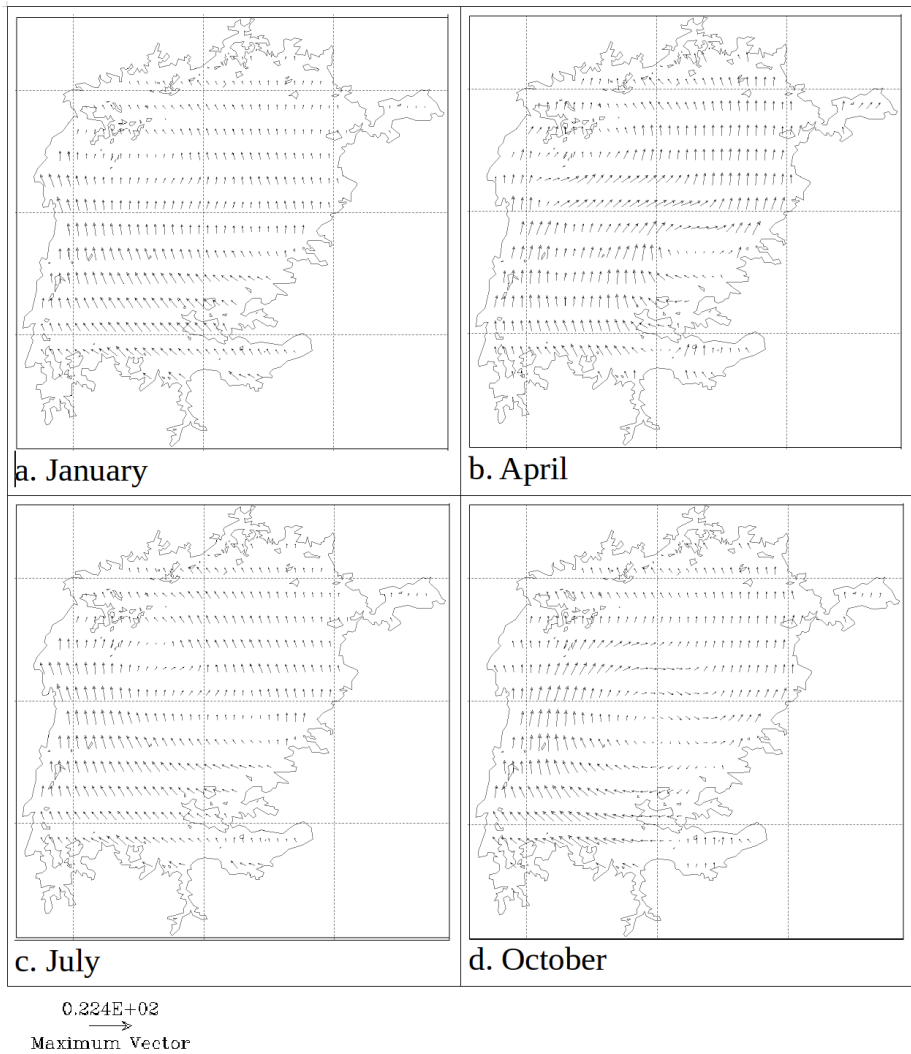 a. January
b. April
c. July
d. October
0.224E+02
Maximum Vector